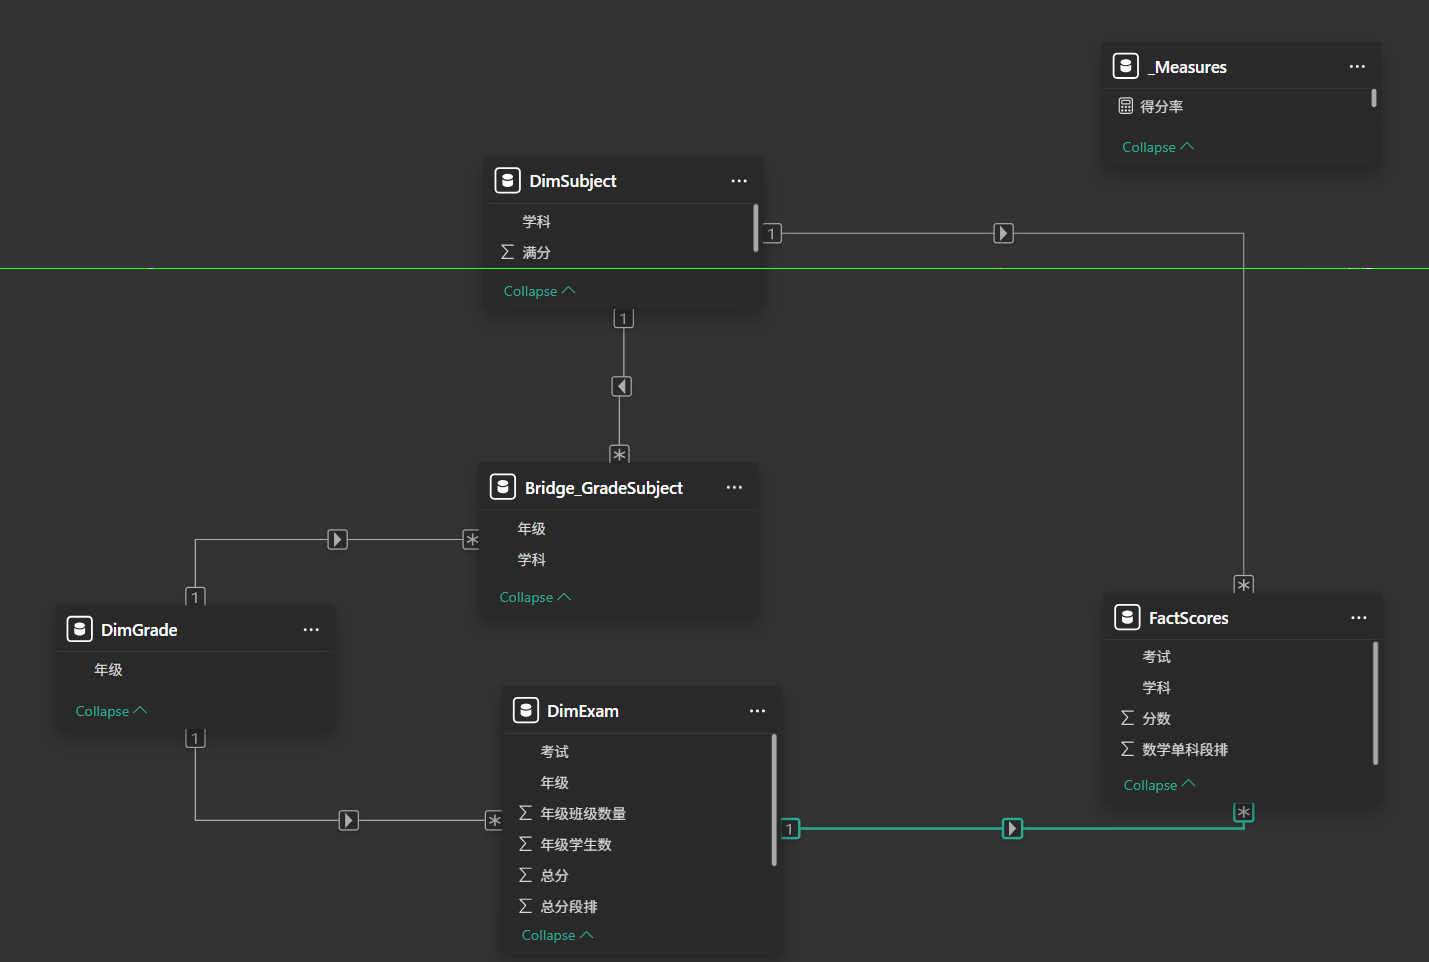 _Measures
得分率
Collapse
DimSubject
学科
满分
Collapse
1
1
*
Bridge_GradeSubject
年级
学科
Collapse
*
1
DimGrade
年级
Collapse
1
*
DimExam
考试
年级
年级班级数量
年级学生数
总分
总分段排
Collapse
1
*
FactScores
考试
学科
分数
数学单科段排
Collapse
*